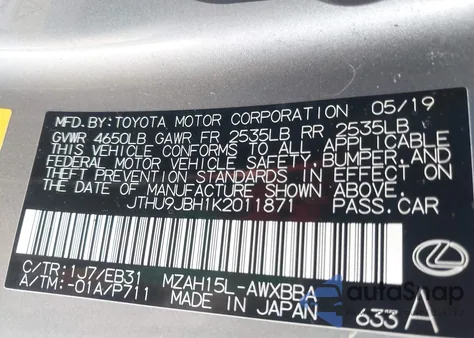 MFD. BY: TOYOTA MOTOR CORPORATION 05/19
GVWR 4650LB GAWR FR 2535LB RR 2535LB
THIS VEHICLE CONFORMS TO ALL APPLICABLE
FEDERAL MOTOR VEHICLE SAFETY, BUMPER, AND
THEFT PREVENTION STANDARDS IN EFFECT ON
THE DATE OF MANUFACTURE SHOWN ABOVE.
JTHU9JBH1K2011871 PASS. CAR
C/TR: 1J7/EB31 MZAH15L-AWXBBA
A/TM: -01A/P711 MADE IN JAPAN 633 A
autoSnap